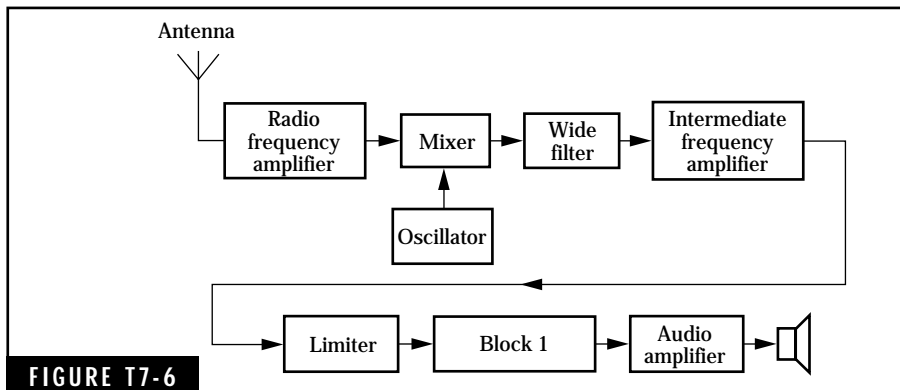 Antenna
Radio
frequency
amplifier
Mixer
Wide
filter
Intermediate
frequency
amplifier
Oscillator
Limiter
Block 1
Audio
amplifier
FIGURE T7-6